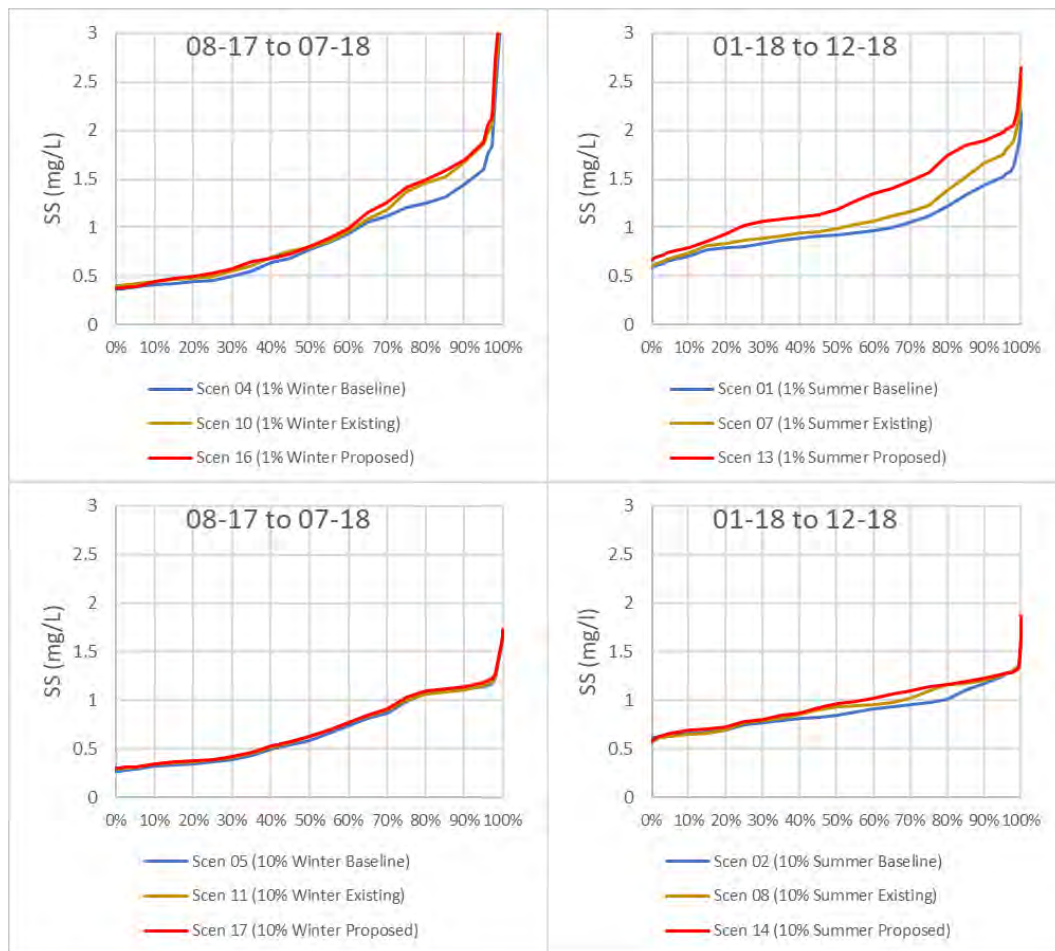 08-17 to 07-18
3
2.5
2
1.5
1
0.5
0
SS (mg/L)
0% 10% 20% 30% 40% 50% 60% 70% 80% 90% 100%
Scen 04 (1% Winter Baseline)
Scen 10 (1% Winter Existing)
Scen 16 (1% Winter Proposed)
01-18 to 12-18
3
2.5
2
1.5
1
0.5
0
SS (mg/L)
0% 10% 20% 30% 40% 50% 60% 70% 80% 90% 100%
Scen 01 (1% Summer Baseline)
Scen 07 (1% Summer Existing)
Scen 13 (1% Summer Proposed)
08-17 to 07-18
3
2.5
2
1.5
1
0.5
0
SS (mg/L)
0% 10% 20% 30% 40% 50% 60% 70% 80% 90% 100%
Scen 05 (10% Winter Baseline)
Scen 11 (10% Winter Existing)
Scen 17 (10% Winter Proposed)
01-18 to 12-18
3
2.5
2
1.5
1
0.5
0
SS (mg/l)
0% 10% 20% 30% 40% 50% 60% 70% 80% 90% 100%
Scen 02 (10% Summer Baseline)
Scen 08 (10% Summer Existing)
Scen 14 (10% Summer Proposed)